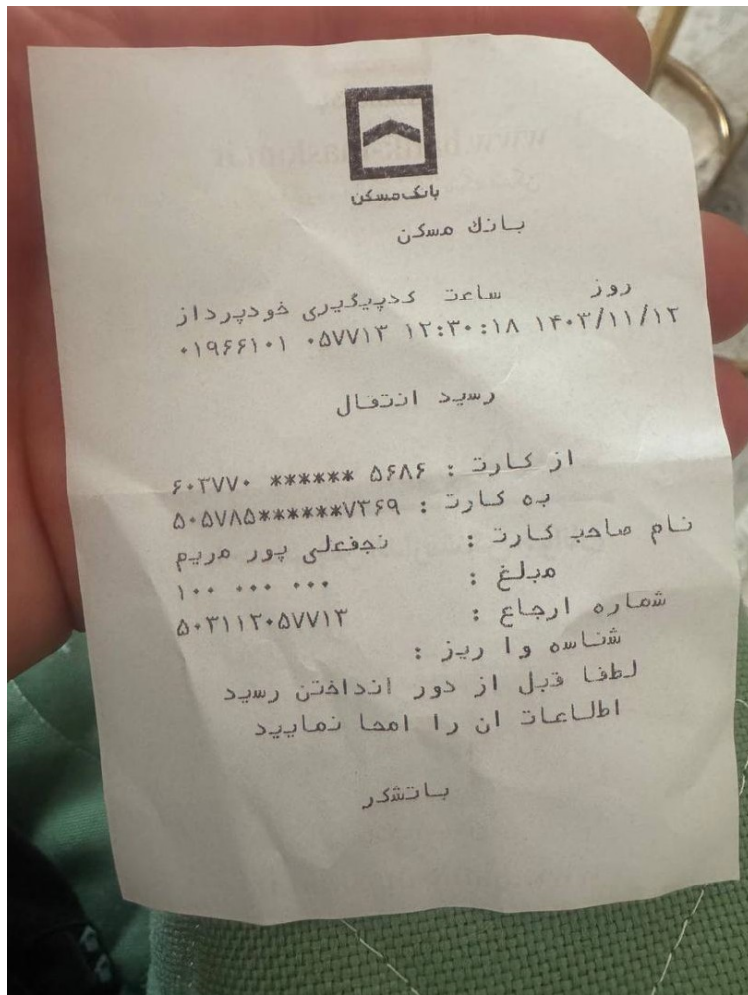 بانک مسکن
بانك مسکن
روز ساعت کدپیگیری خودپرداز
۱۴۰۳/۱۱/۱۲ ۱۲:۳۰:۱۸ ۰۵۷۷۱۳ ۰۱۹۶۶۱۰۱
رسید انتقال
از کارت : ۵۶۸۶ ****** ۶۰۳۷۷۰
به کارت : ۵۰۵۷۸۵******۷۳۶۹
نام صاحب کارت : نجفعلی پور مریم
مبلغ : ۱۰۰ ۰۰۰ ۰۰۰
شماره ارجاع : ۵۰۳۱۱۲۰۵۷۷۱۳
شناسه وا ریز :
لطفا قبل از دور انداختن رسید
اطلاعات ان را امحا نمایید
باتشکر